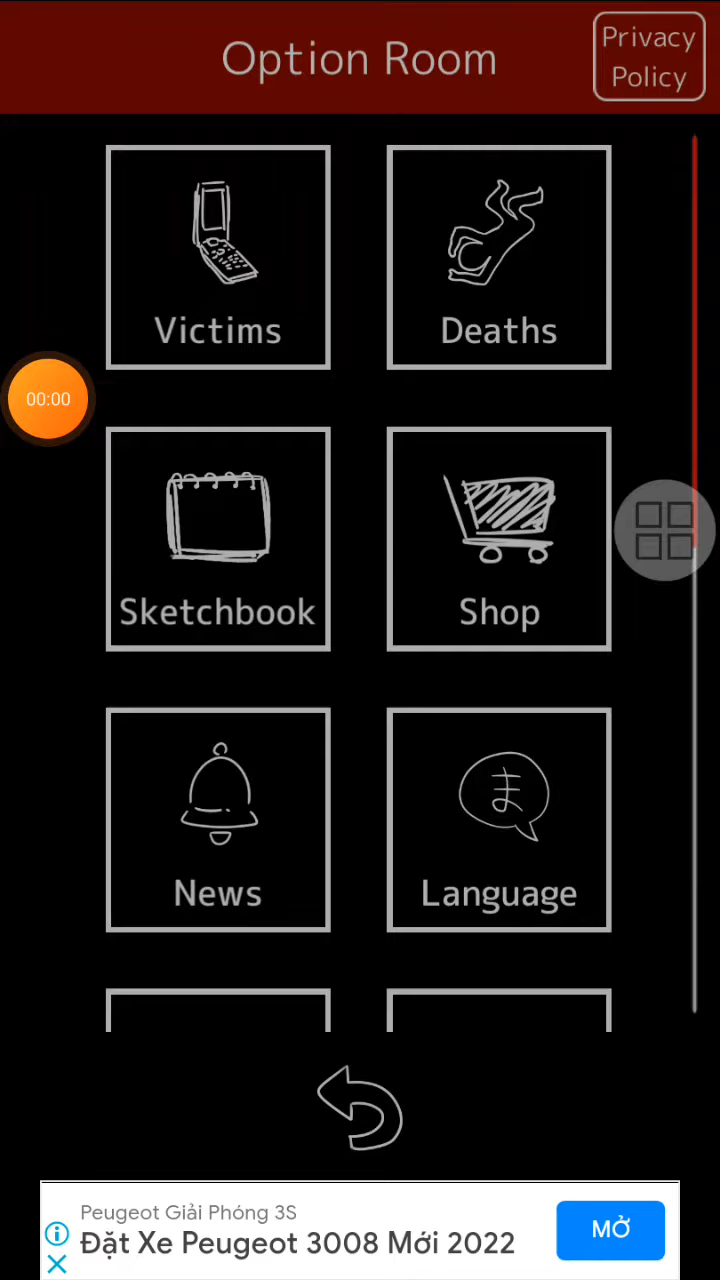 Option Room
Privacy
Policy
Victims
Deaths
00:00
Sketchbook
Shop
ま
News
Language
Peugeot Giải Phóng 3S
Đặt Xe Peugeot 3008 Mới 2022
MỞ